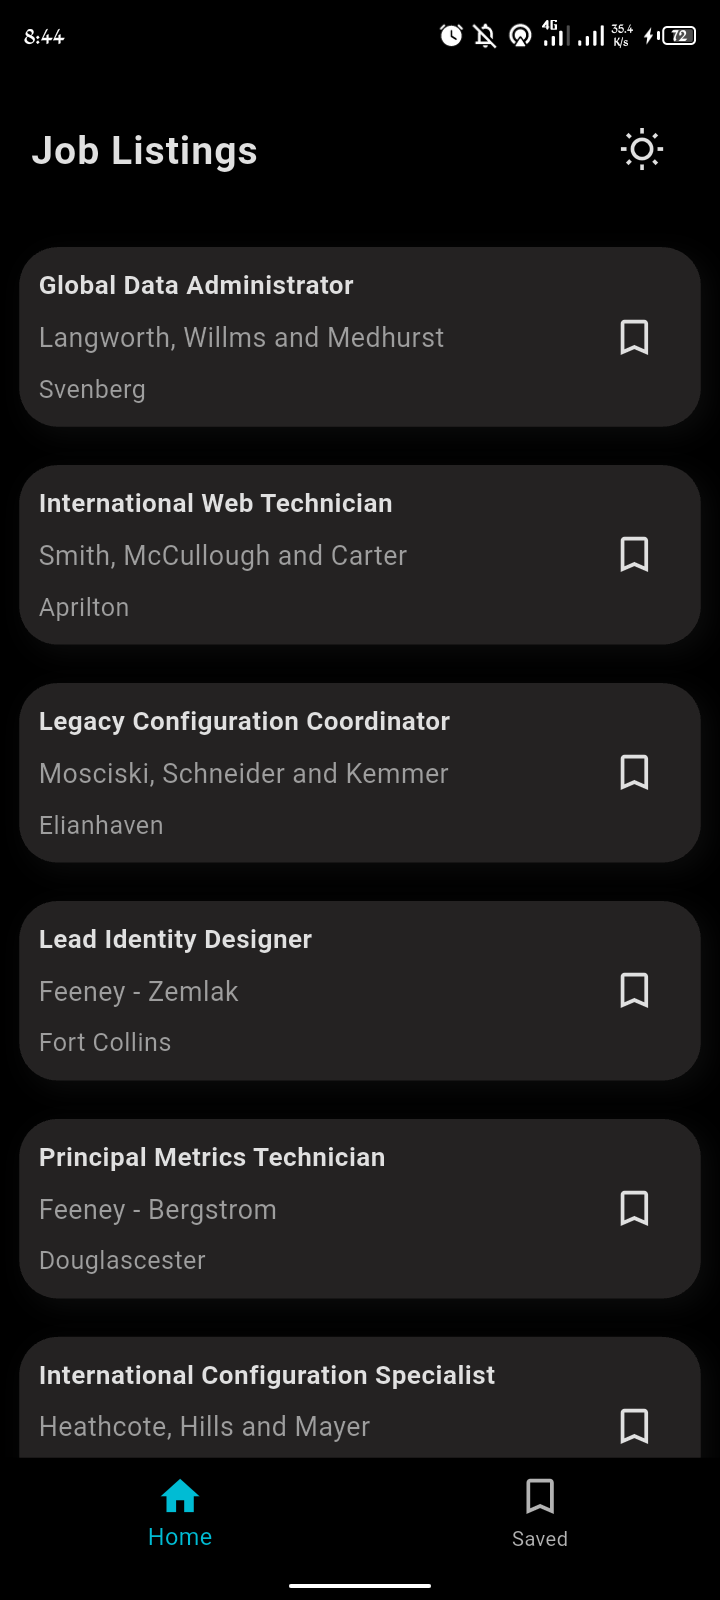 8:44
4G
35.4
K/s
72
Job Listings
Global Data Administrator
Langworth, Willms and Medhurst
Svenberg
International Web Technician
Smith, McCullough and Carter
Aprilton
Legacy Configuration Coordinator
Mosciski, Schneider and Kemmer
Elianhaven
Lead Identity Designer
Feeney - Zemlak
Fort Collins
Principal Metrics Technician
Feeney - Bergstrom
Douglascester
International Configuration Specialist
Heathcote, Hills and Mayer
Home
Saved